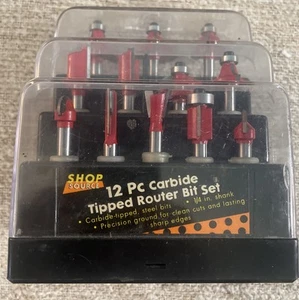 SHOP
SOURCE
12 PC Carbide
Tipped Router Bit Set
• Carbide-tipped, steel bits • 1/4 in. shank
• Precision ground for clean cuts and lasting
sharp edges